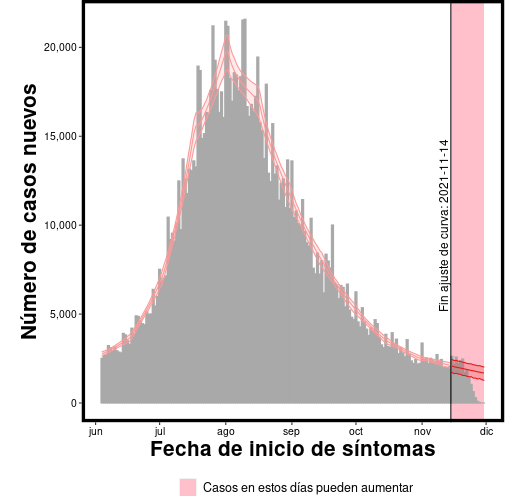 Número de casos nuevos
20,000
15,000
10,000
5,000
0
Fin ajuste de curva: 2021-11-14
jun jul ago sep oct nov dic
Fecha de inicio de síntomas
Casos en estos días pueden aumentar